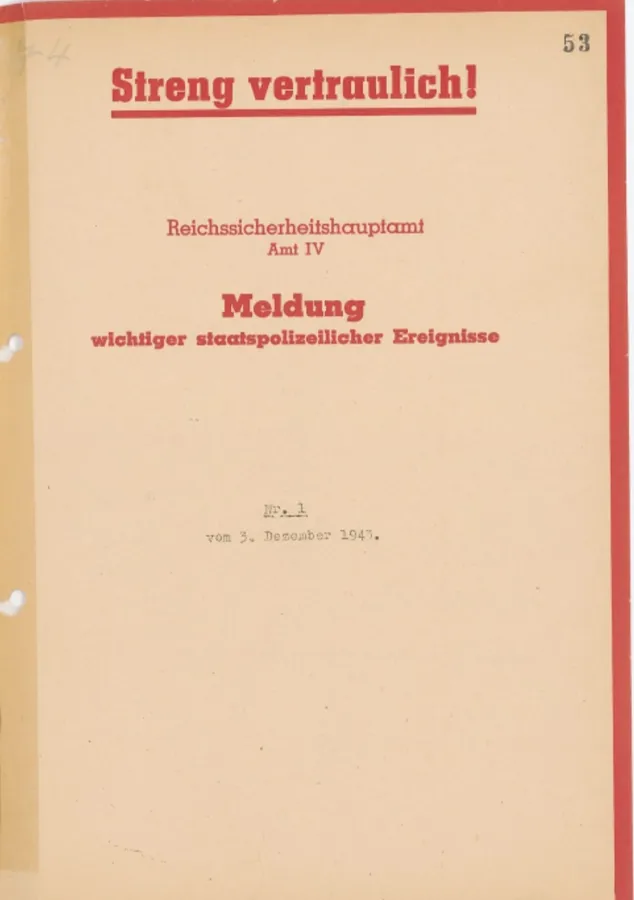 53
Streng vertraulich!
Reichssicherheitshauptamt
Amt IV
Meldung
wichtiger staatspolizeilicher Ereignisse
Nr. 1
vom 3. Dezember 1943.